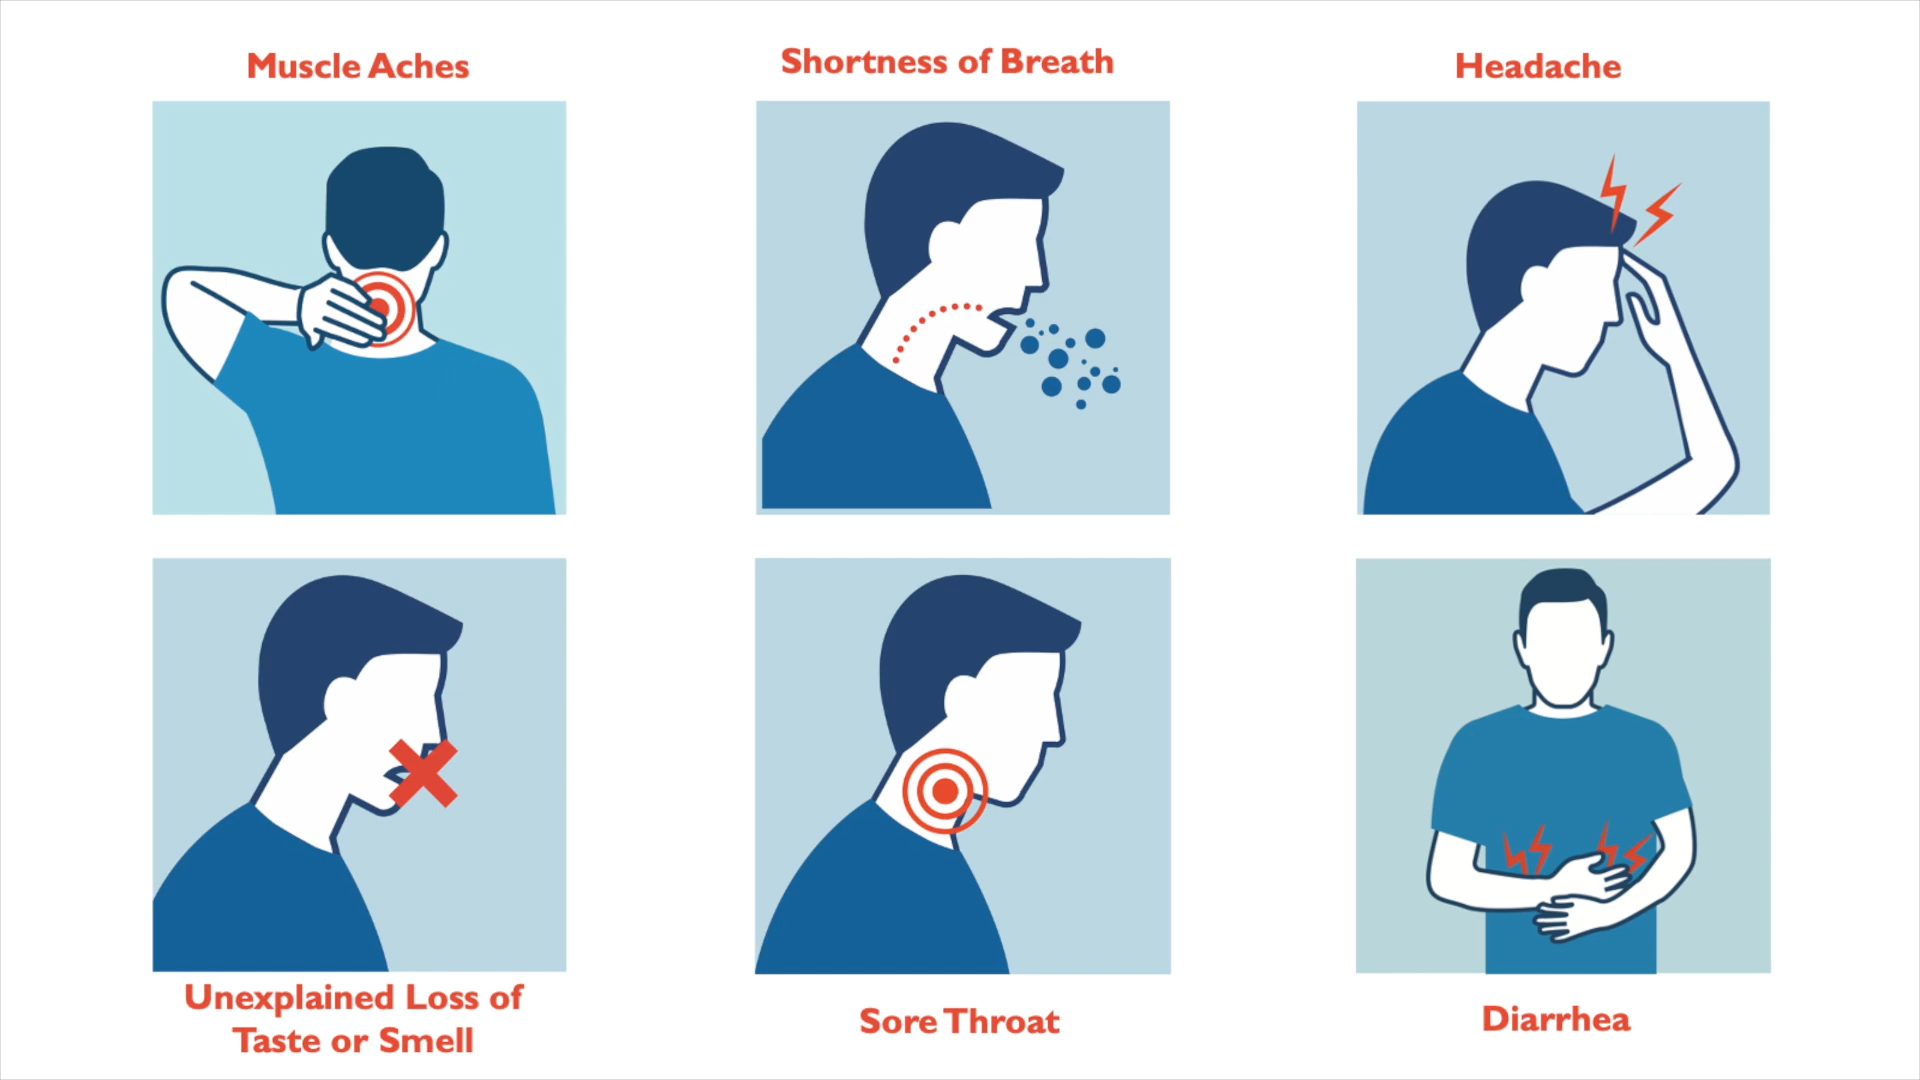 Muscle Aches
Shortness of Breath
Headache
Unexplained Loss of
Taste or Smell
Sore Throat
Diarrhea